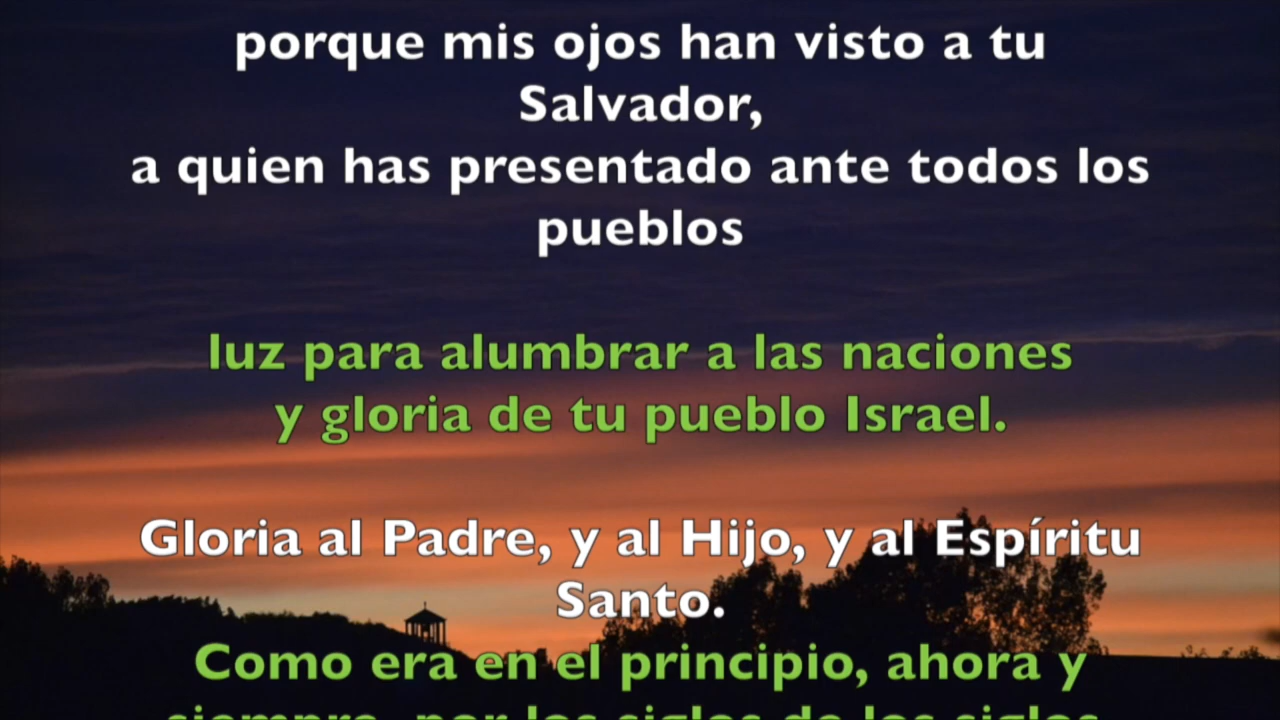 porque mis ojos han visto a tu
Salvador,
a quien has presentado ante todos los
pueblos
luz para alumbrar a las naciones
y gloria de tu pueblo Israel.
Gloria al Padre, y al Hijo, y al Espíritu
Santo.
Como era en el principio, ahora y
siempre, por los siglos de los siglos